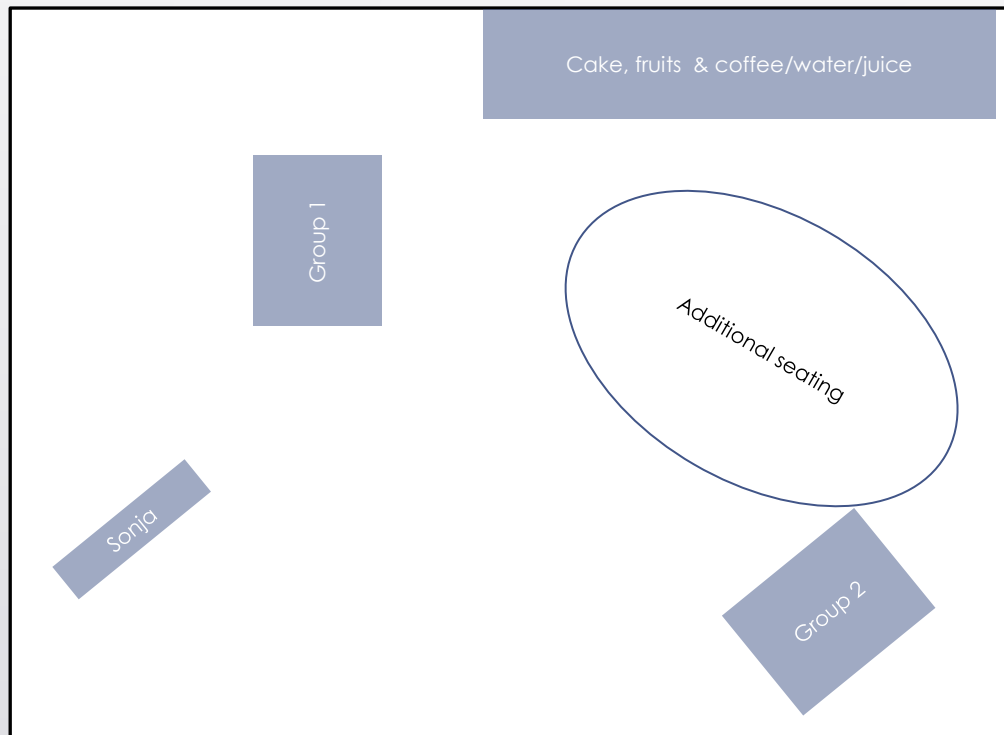 Cake, fruits & coffee/water/juice
Group 1
Additional seating
Sonja
Group 2